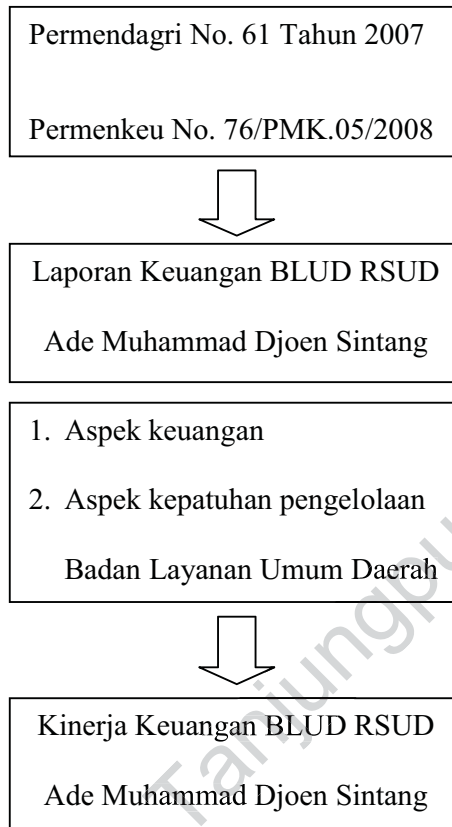 Permendagri No. 61 Tahun 2007
Permenkeu No. 76/PMK.05/2008
Laporan Keuangan BLUD RSUD
Ade Muhammad Djoen Sintang
1. Aspek keuangan
2. Aspek kepatuhan pengelolaan
Badan Layanan Umum Daerah
Kinerja Keuangan BLUD RSUD
Ade Muhammad Djoen Sintang